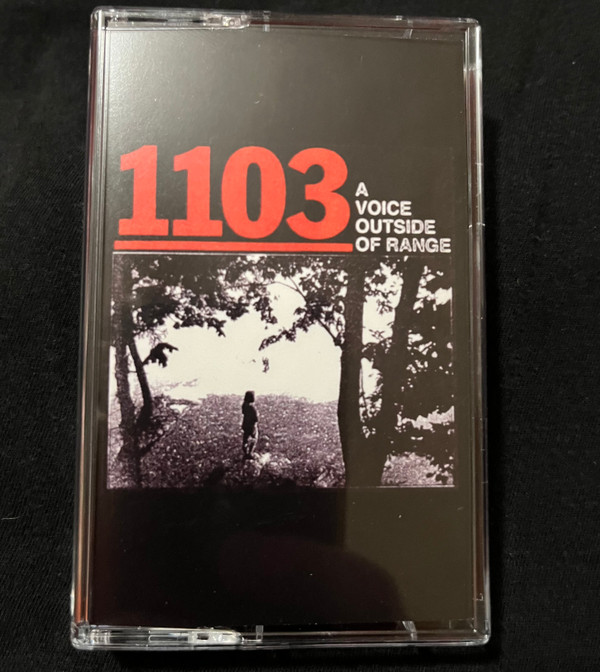 1103
A
VOICE
OUTSIDE
OF RANGE